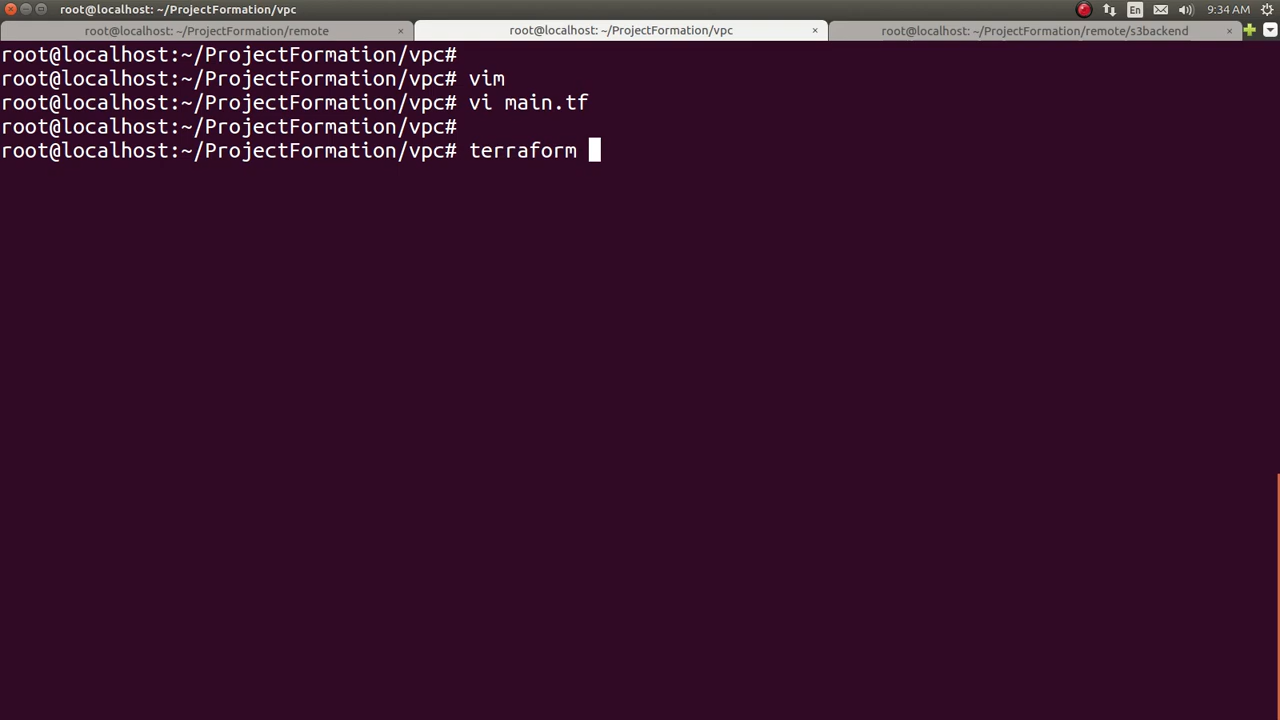 root@localhost: ~/ProjectFormation/vpc
En
9:34 AM
root@localhost: ~/ProjectFormation/remote
root@localhost: ~/ProjectFormation/vpc
root@localhost: ~/ProjectFormation/remote/s3backend
root@localhost:~/ProjectFormation/vpc#
root@localhost:~/ProjectFormation/vpc# vim
root@localhost:~/ProjectFormation/vpc# vi main.tf
root@localhost:~/ProjectFormation/vpc#
root@localhost:~/ProjectFormation/vpc# terraform